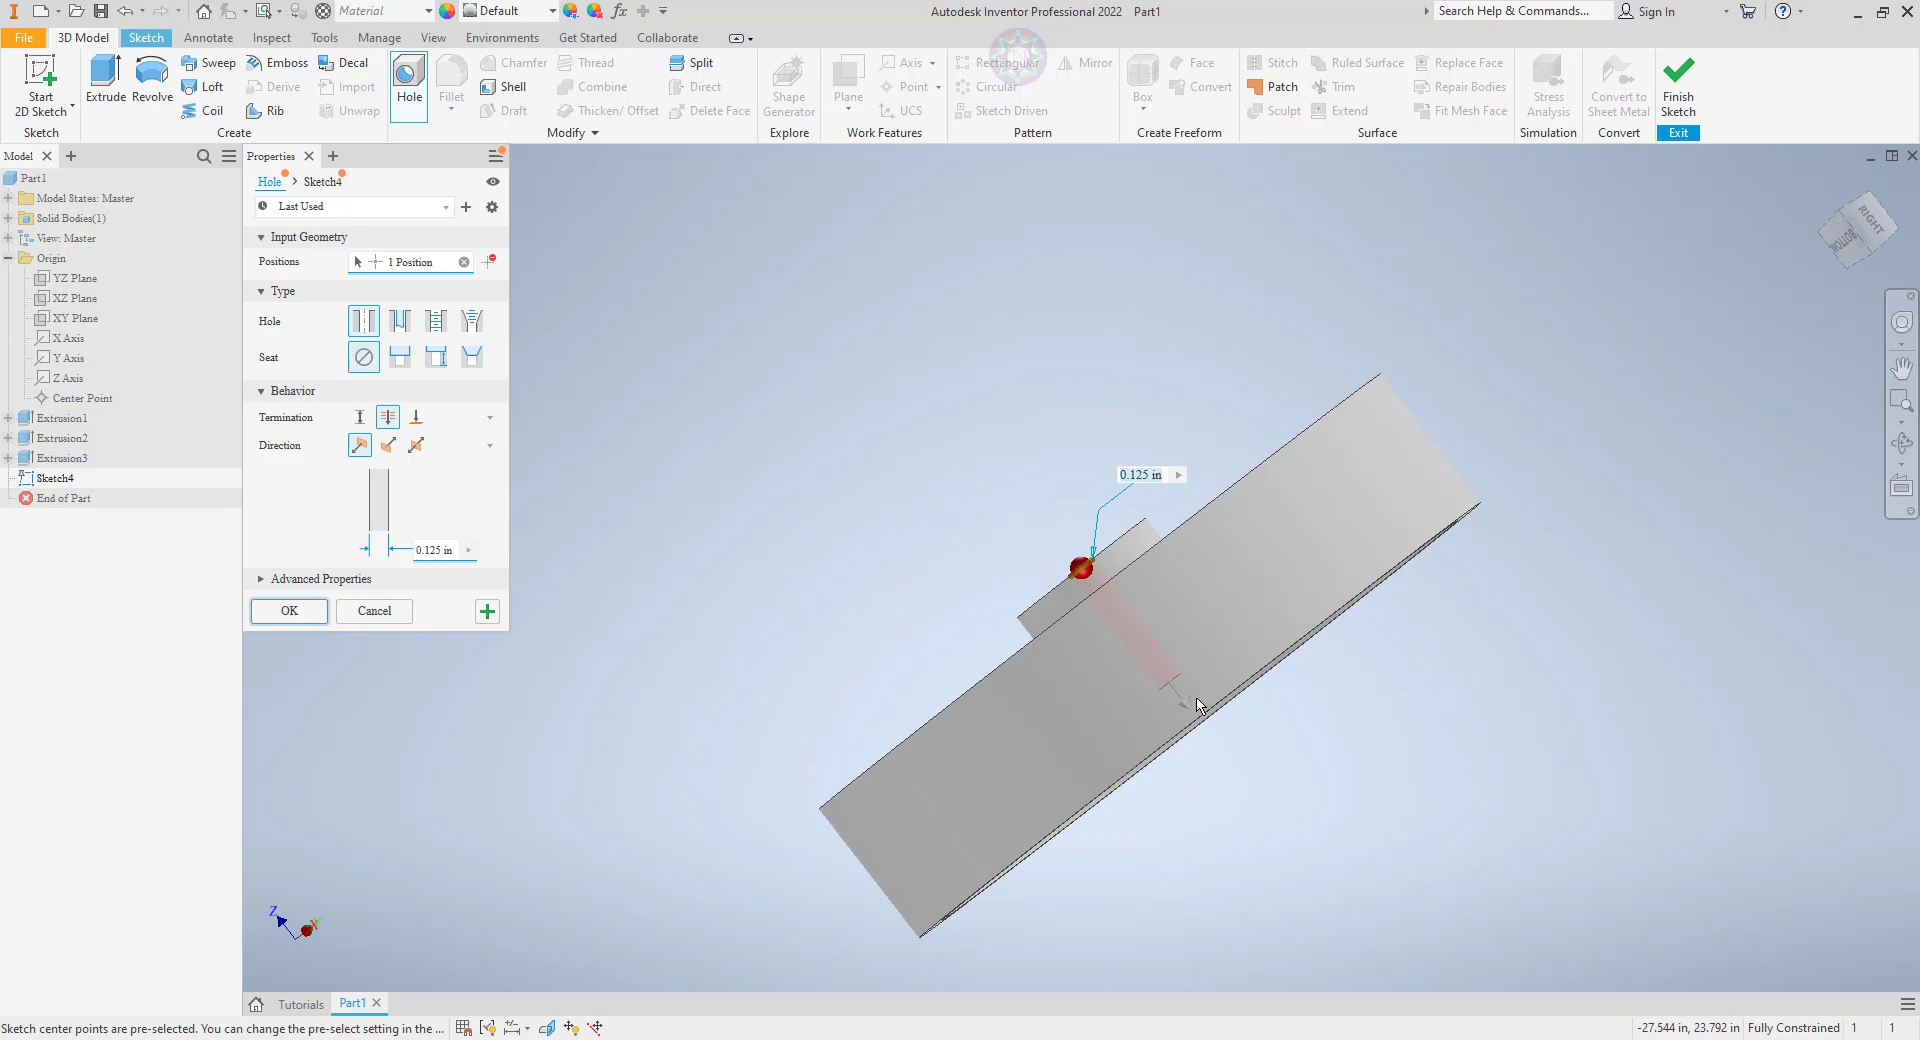 Material
Default
Autodesk Inventor Professional 2022 Part1
Search Help & Commands...
Sign In
File 3D Model Sketch Annotate Inspect Tools Manage View Environments Get Started Collaborate
Start
2D Sketch
Extrude
Revolve
Sweep
Loft
Coil
Emboss
Derive
Rib
Decal
Import
Unwrap
Hole
Fillet
Chamfer
Shell
Draft
Thread
Combine
Thicken/ Offset
Split
Direct
Delete Face
Shape
Generator
Plane
Axis
Point
UCS
Rectangular
Circular
Sketch Driven
Mirror
Box
Face
Convert
Stitch
Patch
Sculpt
Ruled Surface
Trim
Extend
Replace Face
Repair Bodies
Fit Mesh Face
Stress
Analysis
Convert to
Sheet Metal
Finish
Sketch
Sketch Create Modify Explore Work Features Pattern Create Freeform Surface Simulation Convert Exit
Model
Part1
Model States: Master
Solid Bodies(1)
View: Master
Origin
YZ Plane
XZ Plane
XY Plane
X Axis
Y Axis
Z Axis
Center Point
Extrusion1
Extrusion2
Extrusion3
Sketch4
End of Part
Properties
Hole > Sketch4
Last Used
Input Geometry
Positions 1 Position
Type
Hole
Seat
Behavior
Termination
Direction
0.125 in
Advanced Properties
OK Cancel
0.125 in
RIGHT
BOTTOM
Z
X
Tutorials Part1
Sketch center points are pre-selected. You can change the pre-select setting in the ...
-27.544 in, 23.792 in Fully Constrained 1 1